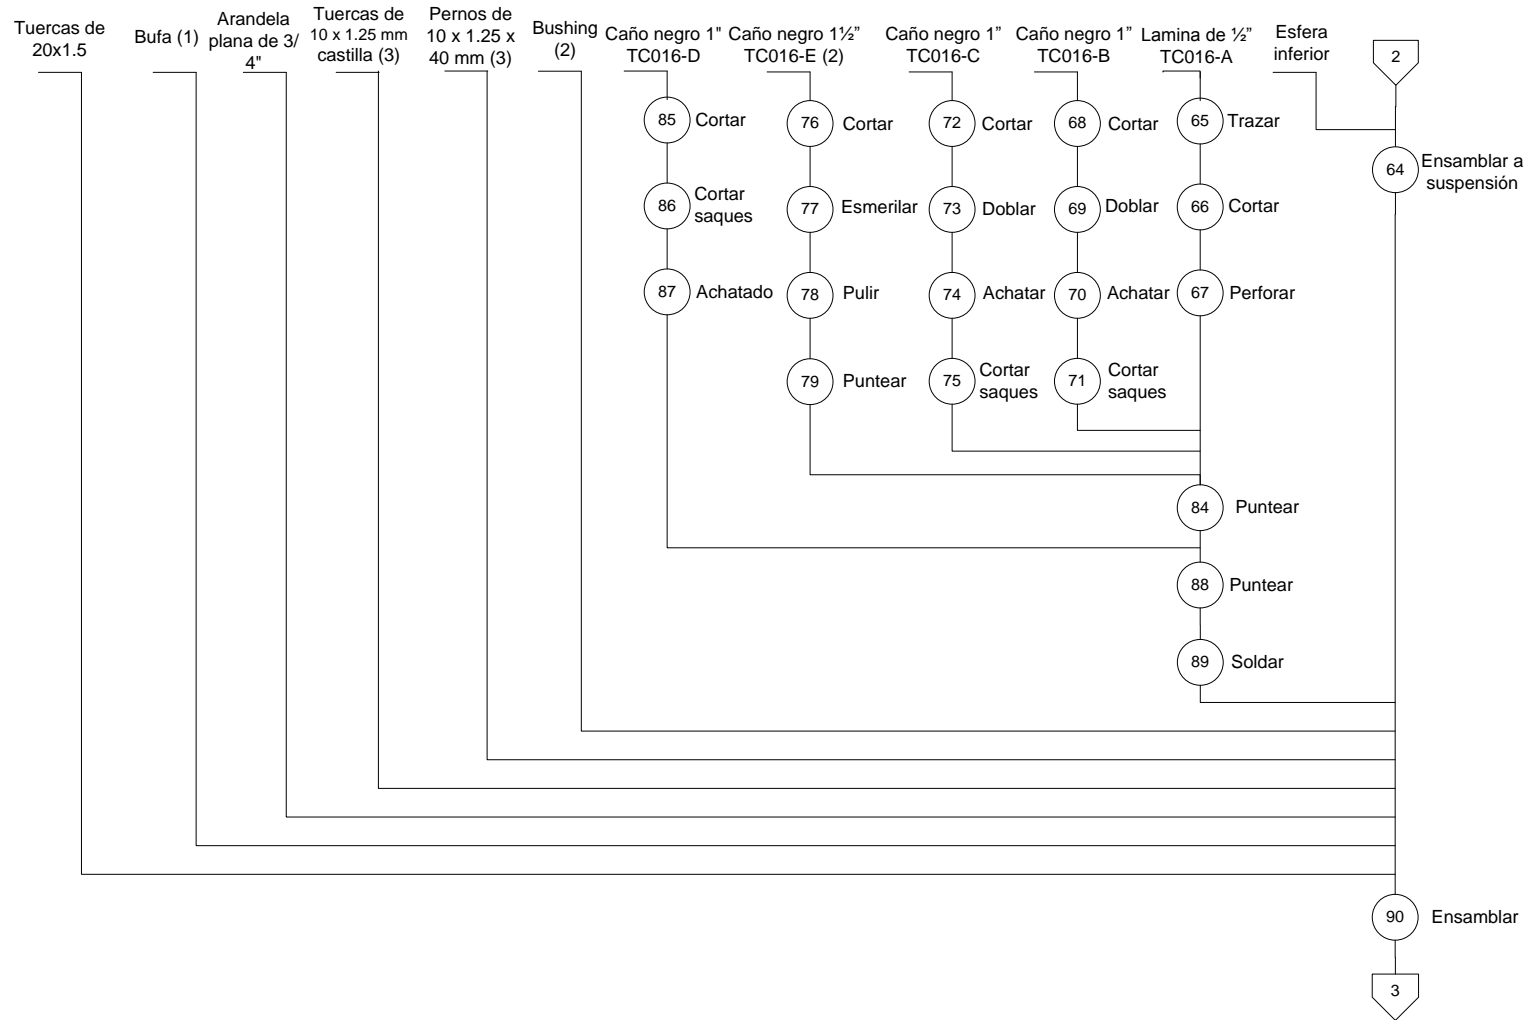 Tuercas de
20x1.5
Bufa (1)
Arandela
plana de 3/
4"
Tuercas de
10 x 1.25 mm
castilla (3)
Pernos de
10 x 1.25 x
40 mm (3)
Bushing
(2)
Caño negro 1"
TC016-D
Caño negro 1½”
TC016-E (2)
Caño negro 1”
TC016-C
Caño negro 1”
TC016-B
Lamina de ½”
TC016-A
Esfera
inferior
2
85 Cortar
76 Cortar
72 Cortar
68 Cortar
65 Trazar
64 Ensamblar a
suspensión
86 Cortar
saques
77 Esmerilar
73 Doblar
69 Doblar
66 Cortar
87 Achatado
78 Pulir
74 Achatar
70 Achatar
67 Perforar
79 Puntear
75 Cortar
saques
71 Cortar
saques
84 Puntear
88 Puntear
89 Soldar
90 Ensamblar
3